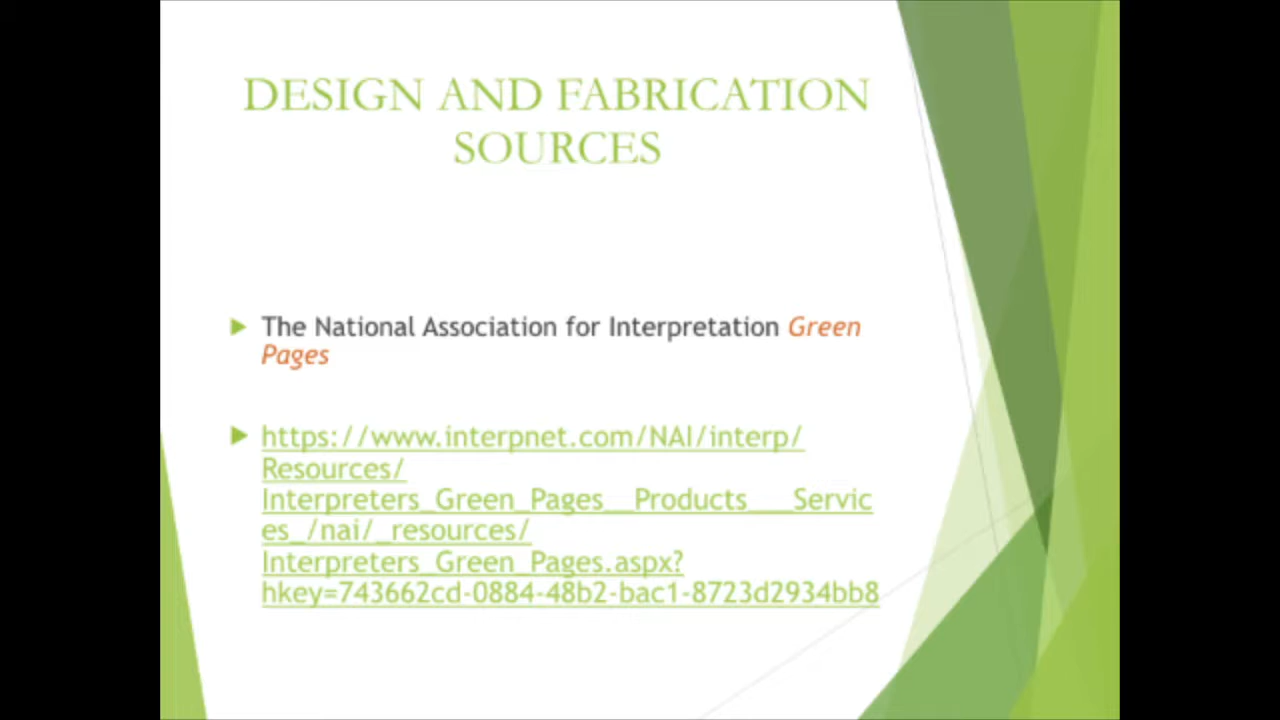 DESIGN AND FABRICATION
SOURCES
The National Association for Interpretation Green
Pages
https://www.interpnet.com/NAI/interp/
Resources/
Interpreters_Green_Pages__Products___Servic
es_/nai/_resources/
Interpreters_Green_Pages.aspx?
hkey=743662cd-0884-48b2-bac1-8723d2934bb8